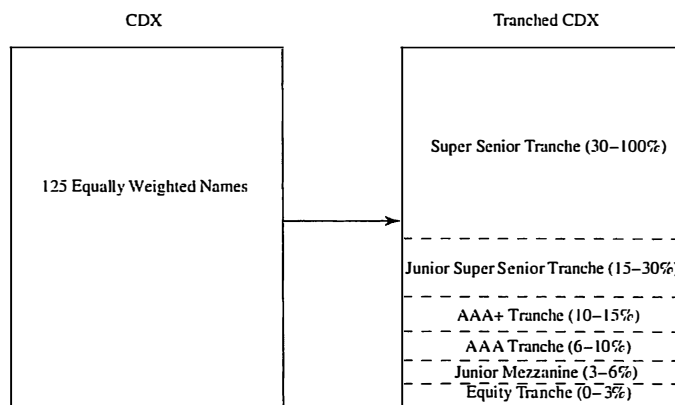 CDX
Tranched CDX
125 Equally Weighted Names
Super Senior Tranche (30–100%)
Junior Super Senior Tranche (15–30%)
AAA+ Tranche (10–15%)
AAA Tranche (6–10%)
Junior Mezzanine (3–6%)
Equity Tranche (0–3%)